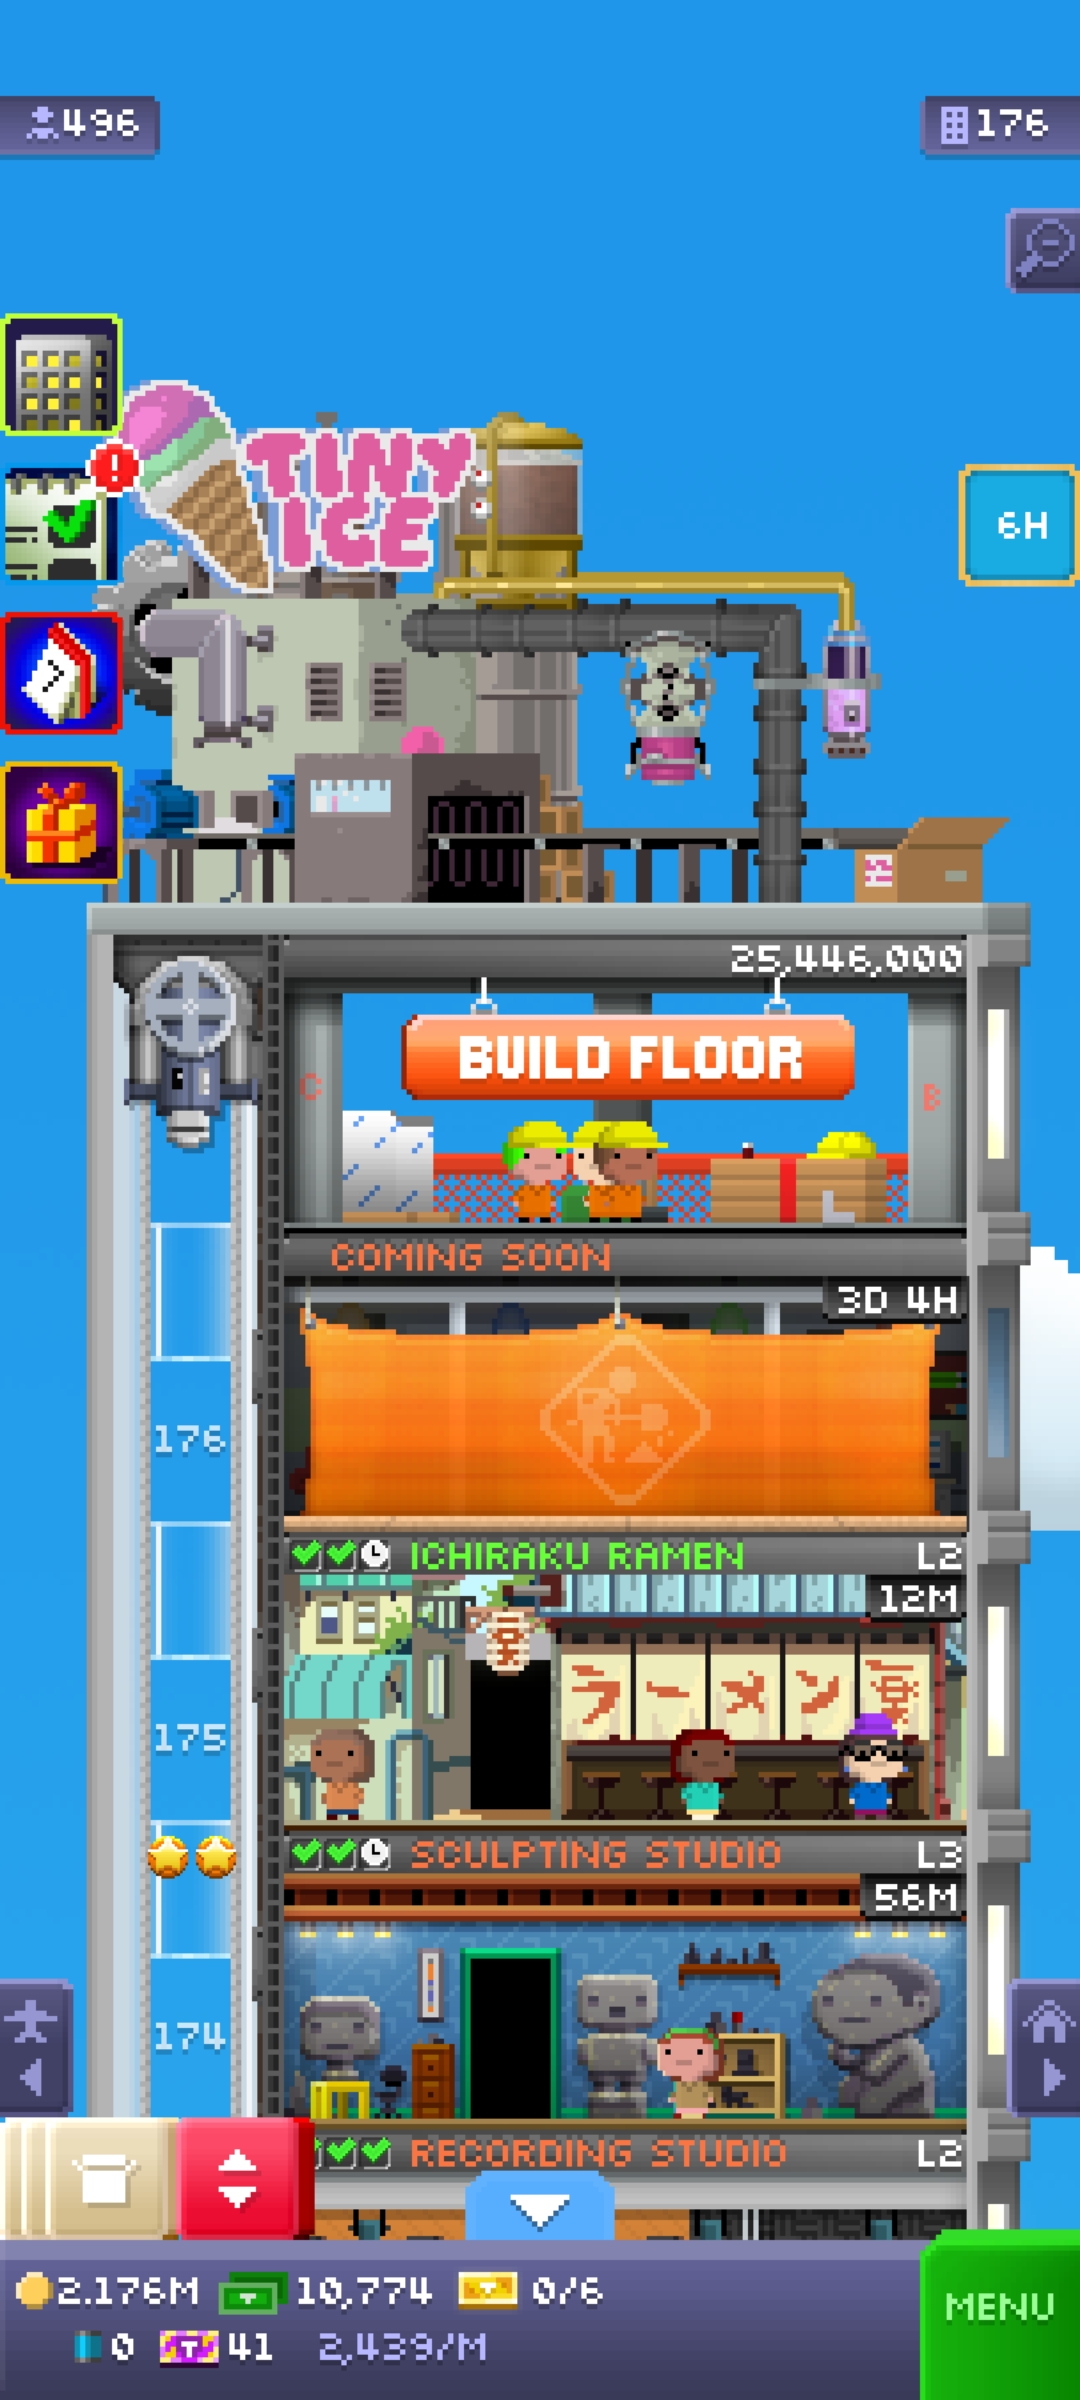 496
176
TINY
ICE
6H
7
25,446,000
C
BUILD FLOOR
B
COMING SOON
3D 4H
176
ICHIRAKU RAMEN L2
12M
ラーメン
175
SCULPTING STUDIO L3
56M
174
RECORDING STUDIO L2
2.176M 10,774 0/6
0 41 2,439/M
MENU